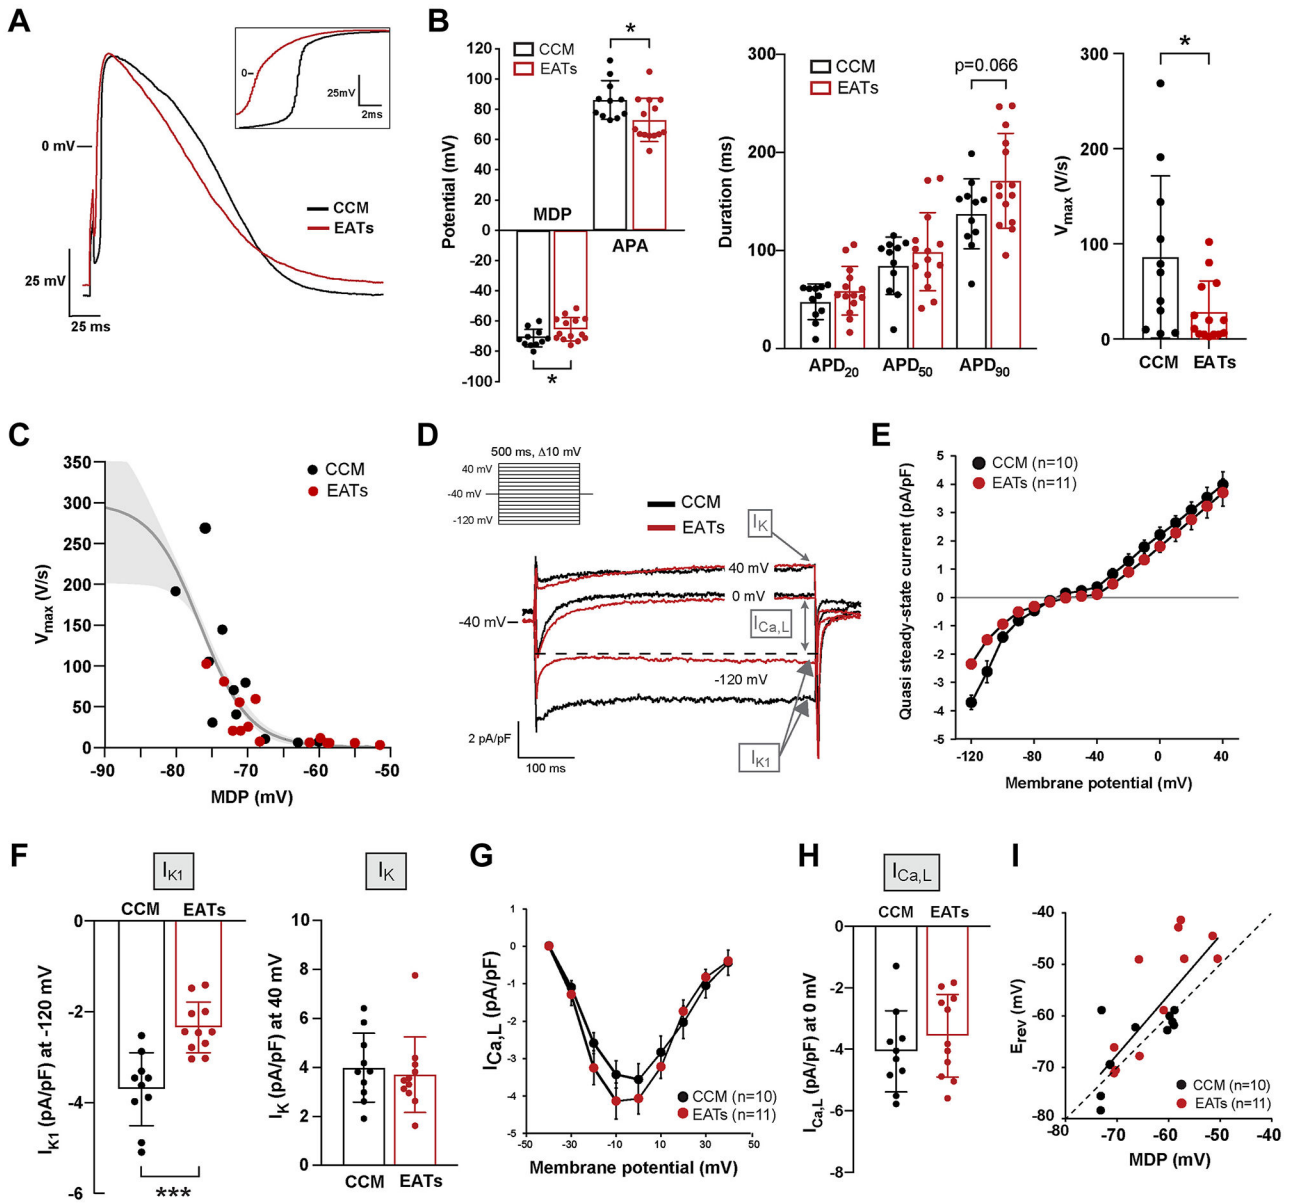 A
0
25mV
2ms
0 mV
CCM
EATs
25 mV
25 ms
B
120
100
80
60
40
20
0
-20
-40
-60
-80
-100
Potential (mV)
CCM
EATs
*
MDP
APA
*
300
200
100
0
Duration (ms)
CCM
EATs
p=0.066
APD20
APD50
APD90
300
200
100
0
Vmax (V/s)
*
CCM
EATs
C
350
300
250
200
150
100
50
0
Vmax (V/s)
CCM
EATs
-90
-80
-70
-60
-50
MDP (mV)
D
500 ms, Δ10 mV
40 mV
-40 mV
-120 mV
CCM
EATs
IK
40 mV
0 mV
-40 mV
ICa,L
-120 mV
IK1
2 pA/pF
100 ms
E
5
4
3
2
1
0
-1
-2
-3
-4
-5
Quasi steady-state current (pA/pF)
CCM (n=10)
EATs (n=11)
-120
-80
-40
0
40
Membrane potential (mV)
F
IK1
CCM
EATs
0
-2
-4
-6
IK1 (pA/pF) at -120 mV
***
IK
10
8
6
4
2
0
IK (pA/pF) at 40 mV
CCM
EATs
G
1
0
-1
-2
-3
-4
-5
ICa,L (pA/pF)
CCM (n=10)
EATs (n=11)
-50
-30
-10
10
30
50
Membrane potential (mV)
H
ICa,L
CCM
EATs
0
-2
-4
-6
-8
ICa,L (pA/pF) at 0 mV
I
-40
-50
-60
-70
-80
Erev (mV)
CCM (n=10)
EATs (n=11)
-80
-70
-60
-50
-40
MDP (mV)